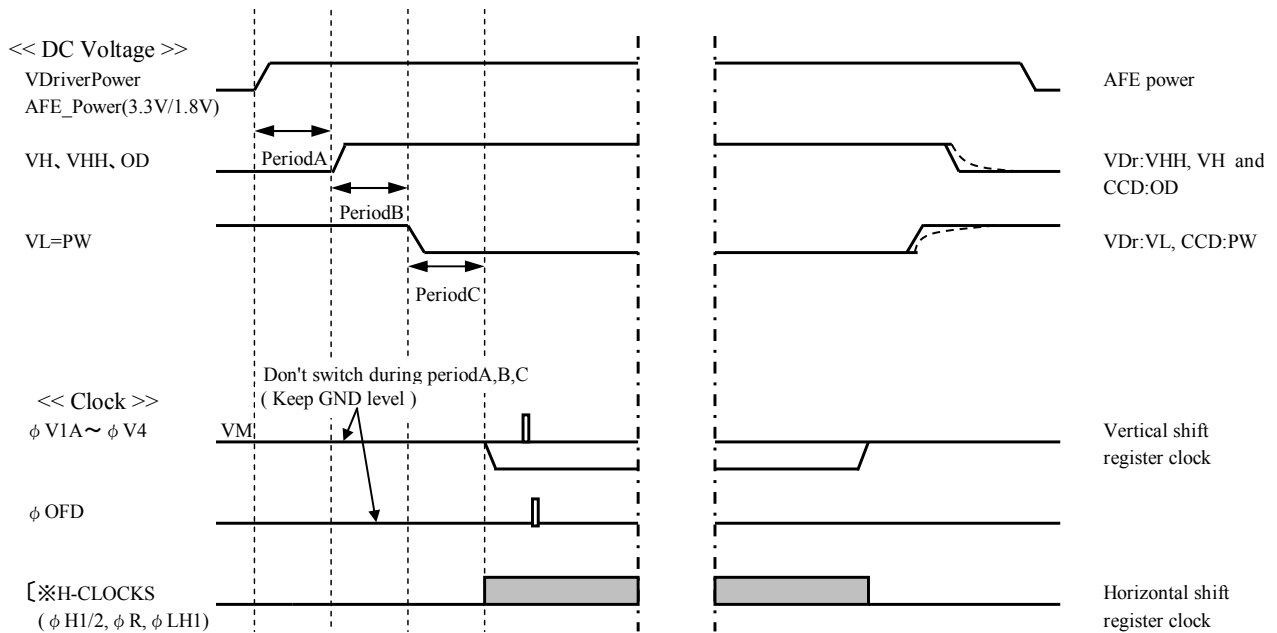 << DC Voltage >>
VDriverPower
AFE_Power(3.3V/1.8V)
AFE power
VH、VHH、OD
PeriodA
VDr:VHH, VH and
CCD:OD
PeriodB
VL=PW
VDr:VL, CCD:PW
PeriodC
Don't switch during periodA,B,C
( Keep GND level )
<< Clock >>
φ V1A～ φ V4
VM
Vertical shift
register clock
φ OFD
〔※H-CLOCKS
( φ H1/2, φ R, φ LH1)
Horizontal shift
register clock